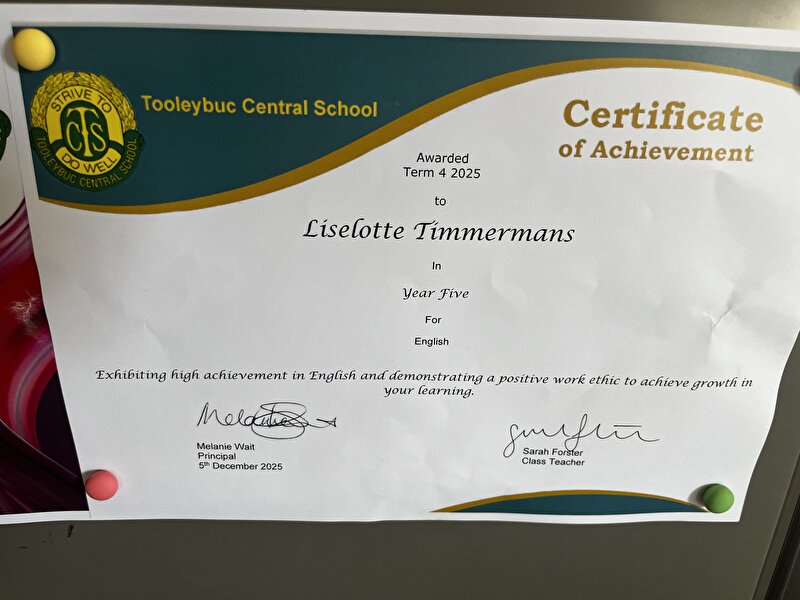 STRIVE TO
CTS
DO WELL
TOOLEYBUC CENTRAL SCHOOL
Tooleybuc Central School
Certificate
of Achievement
Awarded
Term 4 2025
to
Liselotte Timmermans
In
Year Five
For
English
Exhibiting high achievement in English and demonstrating a positive work ethic to achieve growth in
your learning.
Melanie Wait
Principal
5th December 2025
Sarah Forster
Class Teacher